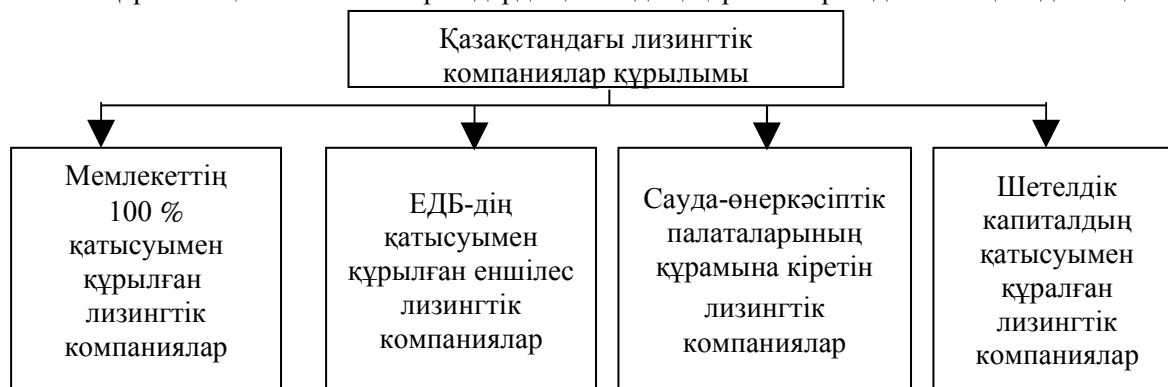 Қазақстандағы лизингтік
компаниялар құрылымы
Мемлекеттің
100 %
қатысуымен
құрылған
лизингтік
компаниялар
ЕДБ-дің
қатысуымен
құрылған еншілес
лизингтік
компаниялар
Сауда-өнеркәсіптік
палаталарының
құрамына кіретін
лизингтік
компаниялар
Шетелдік
капиталдың
қатысуымен
құралған
лизингтік
компаниялар